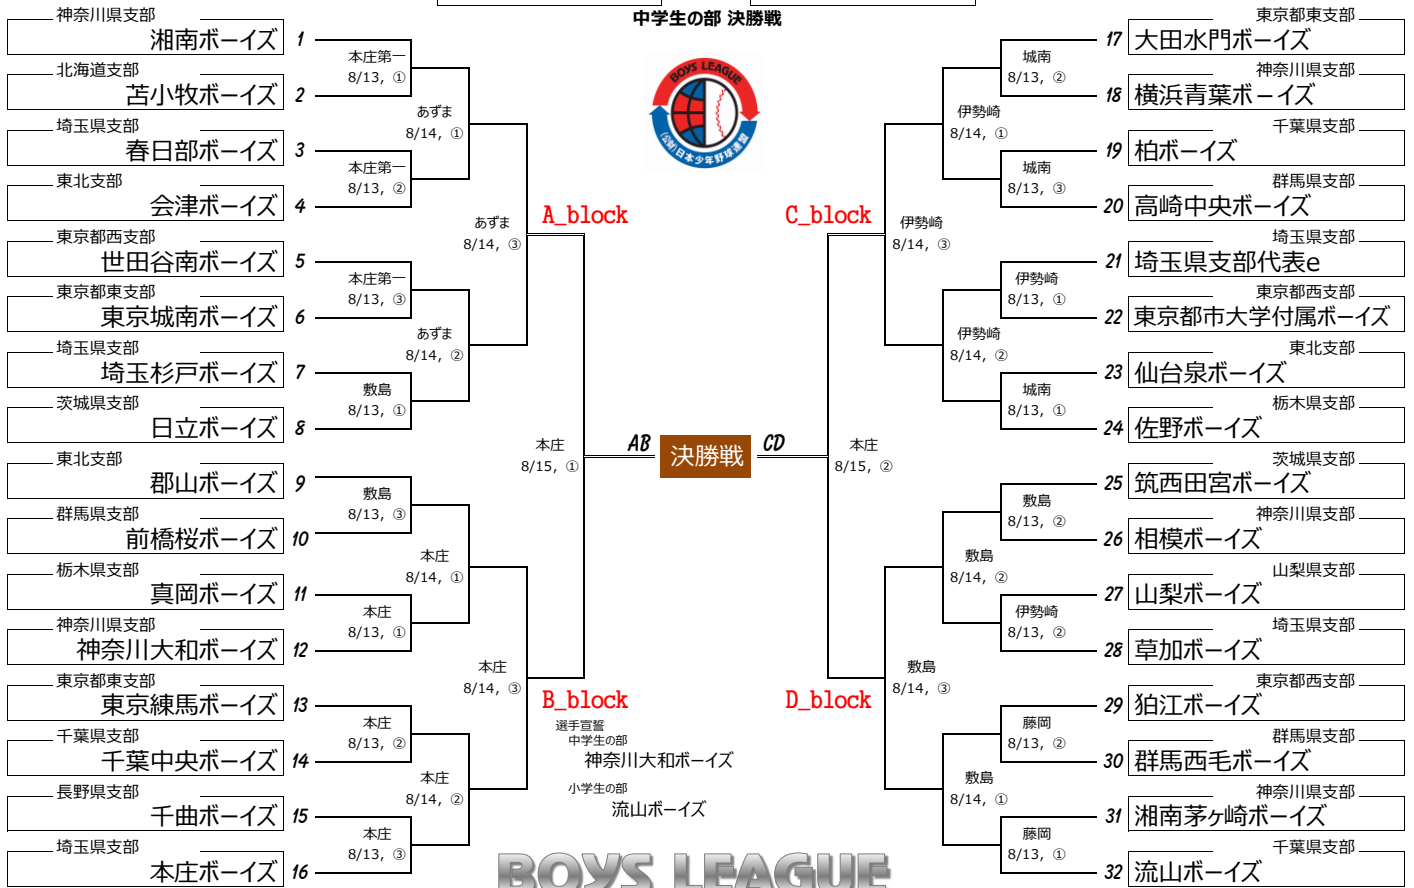 中学生の部 決勝戦
BOYS LEAGUE
(公財)日本少年野球連盟
神奈川県支部
湘南ボーイズ 1
本庄第一
8/13, ①
北海道支部
苫小牧ボーイズ 2
あずま
8/14, ①
埼玉県支部
春日部ボーイズ 3
本庄第一
8/13, ②
東北支部
会津ボーイズ 4
A_block
あずま
8/14, ③
東京都西支部
世田谷南ボーイズ 5
本庄第一
8/13, ③
東京都東支部
東京城南ボーイズ 6
あずま
8/14, ②
埼玉県支部
埼玉杉戸ボーイズ 7
敷島
8/13, ①
茨城県支部
日立ボーイズ 8
本庄
8/15, ①
AB
決勝戦
CD
東北支部
郡山ボーイズ 9
敷島
8/13, ③
群馬県支部
前橋桜ボーイズ 10
本庄
8/14, ①
栃木県支部
真岡ボーイズ 11
本庄
8/13, ①
神奈川県支部
神奈川大和ボーイズ 12
本庄
8/14, ③
B_block
東京都東支部
東京練馬ボーイズ 13
本庄
8/13, ②
千葉県支部
千葉中央ボーイズ 14
本庄
8/14, ②
長野県支部
千曲ボーイズ 15
本庄
8/13, ③
埼玉県支部
本庄ボーイズ 16
選手宣誓
中学生の部
神奈川大和ボーイズ
小学生の部
流山ボーイズ
BOYS LEAGUE
東京都東支部
17 大田水門ボーイズ
城南
8/13, ②
神奈川県支部
18 横浜青葉ボーイズ
伊勢崎
8/14, ①
千葉県支部
19 柏ボーイズ
城南
8/13, ③
群馬県支部
20 高崎中央ボーイズ
C_block
伊勢崎
8/14, ③
埼玉県支部
21 埼玉県支部代表e
伊勢崎
8/13, ①
東京都西支部
22 東京都市大学付属ボーイズ
伊勢崎
8/14, ②
東北支部
23 仙台泉ボーイズ
城南
8/13, ①
栃木県支部
24 佐野ボーイズ
本庄
8/15, ②
茨城県支部
25 筑西田宮ボーイズ
敷島
8/13, ②
神奈川県支部
26 相模ボーイズ
敷島
8/14, ②
山梨県支部
27 山梨ボーイズ
伊勢崎
8/13, ②
埼玉県支部
28 草加ボーイズ
敷島
8/14, ③
D_block
東京都西支部
29 狛江ボーイズ
藤岡
8/13, ②
群馬県支部
30 群馬西毛ボーイズ
敷島
8/14, ①
神奈川県支部
31 湘南茅ヶ崎ボーイズ
藤岡
8/13, ①
千葉県支部
32 流山ボーイズ